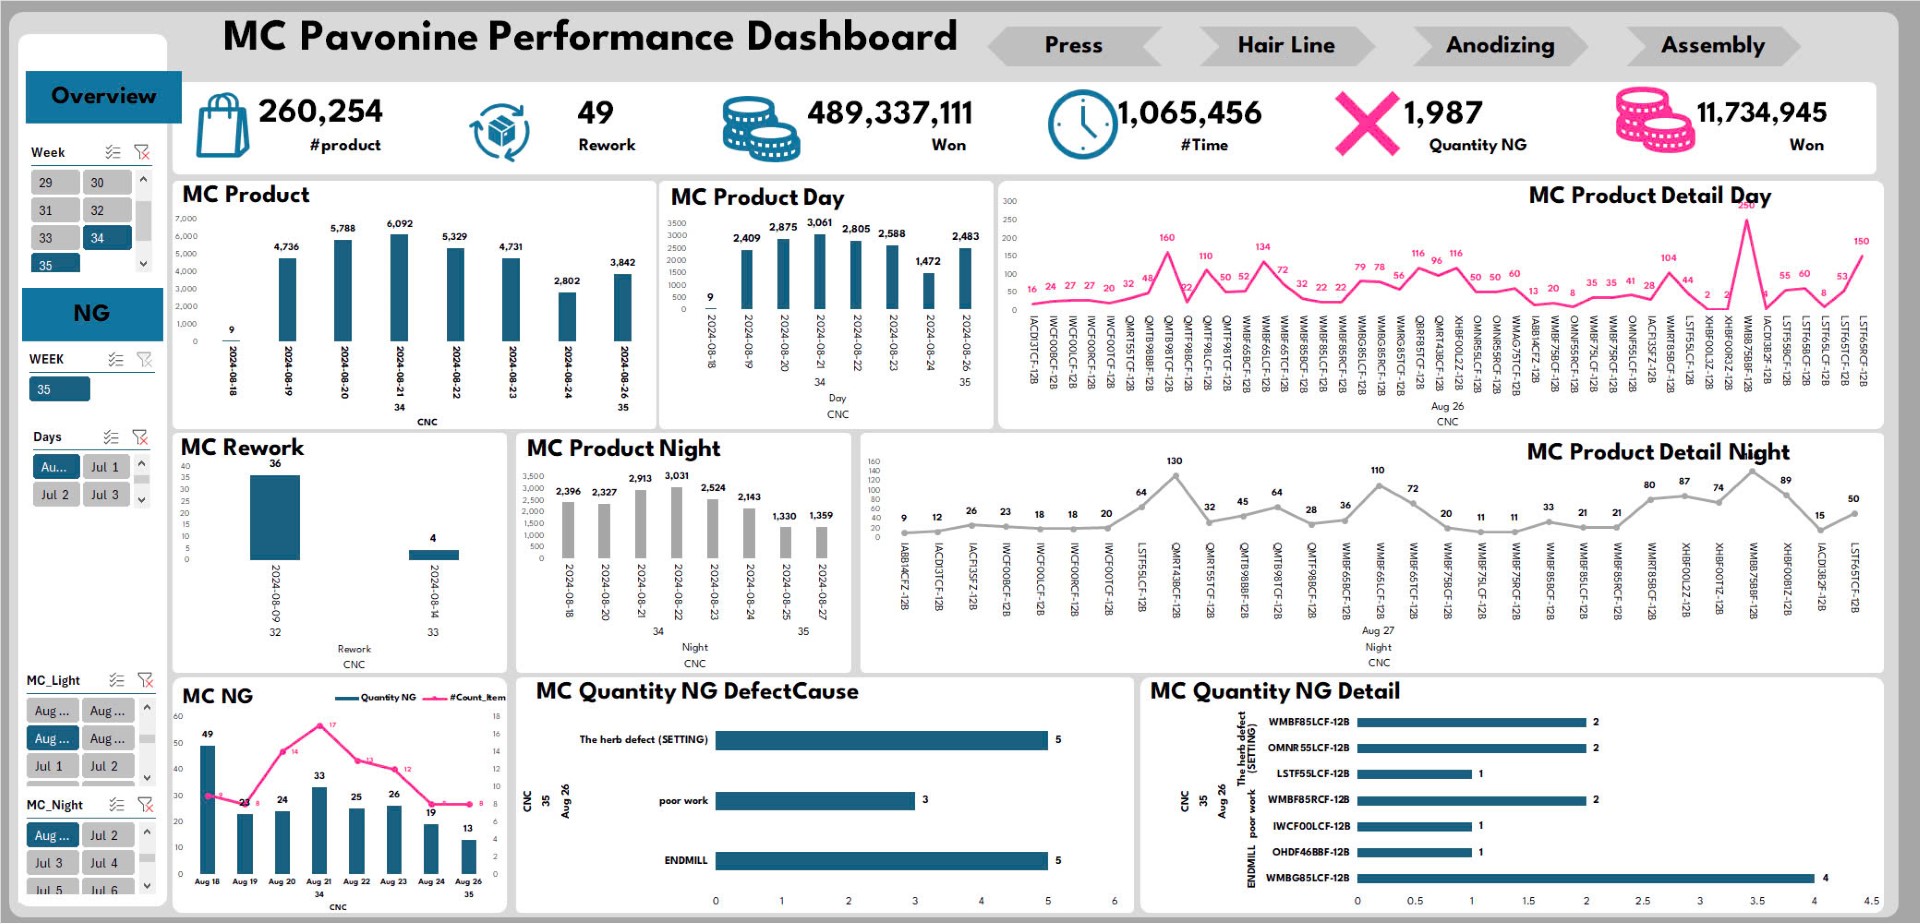 MC Pavonine Performance Dashboard
Press
Hair Line
Anodizing
Assembly
Overview
260,254
#product
49
Rework
489,337,111
Won
1,065,456
#Time
1,987
Quantity NG
11,734,945
Won
Week
29 30
31 32
33 34
35
NG
WEEK
35
Days
Au... Jul 1
Jul 2 Jul 3
MC_Light
Aug ... Aug ...
Aug ... Aug ...
Jul 1 Jul 2
MC_Night
Aug ... Jul 2
Jul 3 Jul 4
Jul 5 Jul 6
MC Product
7,000
6,000
5,000
4,000
3,000
2,000
1,000
0
9 4,736 5,788 6,092 5,329 4,731 2,802 3,842
2024-08-18 2024-08-19 2024-08-20 2024-08-21 2024-08-22 2024-08-23 2024-08-24 2024-08-26
34 35
CNC
MC Product Day
3500
3000
2500
2000
1500
1000
500
0
9 2,409 2,875 3,061 2,805 2,588 1,472 2,483
2024-08-18 2024-08-19 2024-08-20 2024-08-21 2024-08-22 2024-08-23 2024-08-24 2024-08-26
34 35
Day
CNC
MC Product Detail Day
300
250
200
150
100
50
0
16 24 27 27 20 32 48 160 22 110 50 52 134 72 32 22 22 79 78 56 116 96 116 50 50 60 13 20 8 35 35 41 28 104 44 2 2 250 55 60 8 53 150
IACD13TCF-12B IWCF00BCF-12B IWCF00LCF-12B IWCF00RCF-12B IWCF00TCF-12B QMRT55TCF-12B QMTB98BBF-12B QMTB98TCF-12B QMTF98BCF-12B QMTF98LCF-12B QMTF98TCF-12B WMBF65BCF-12B WMBF65LCF-12B WMBF65TCF-12B WMBF85BCF-12B WMBF85LCF-12B WMBF85RCF-12B WMBG85LCF-12B WMBG85RCF-12B WMRG85TCF-12B QBRF85TCF-12B QMRT43BCF-12B XHBF00L2Z-12B OMNR55LCF-12B OMNR55RCF-12B WMAG75TCF-12B IABB14CFZ-12B WMBF75BCF-12B OMNF55RCF-12B WMBF75LCF-12B WMBF75RCF-12B OMNF55LCF-12B IACF13SFZ-12B WMRT85BCF-12B LSTF55LCF-12B XHBF00L3Z-12B XHBF00R3Z-12B WMBB75BBF-12B IACD13B2F-12B LSTF55BCF-12B LSTF65BCF-12B LSTF65LCF-12B LSTF65TCF-12B LSTF65RCF-12B
Aug 26
CNC
MC Rework
40
35
30
25
20
15
10
5
0
36 4
2024-08-09 2024-08-14
32 33
Rework
CNC
MC Product Night
3,500
3,000
2,500
2,000
1,500
1,000
500
0
2,396 2,327 2,913 3,031 2,524 2,143 1,330 1,359
2024-08-18 2024-08-20 2024-08-21 2024-08-22 2024-08-23 2024-08-24 2024-08-25 2024-08-27
34 35
Night
CNC
MC Product Detail Night
160
140
120
100
80
60
40
20
0
9 12 26 23 18 18 20 64 130 32 45 64 28 36 110 72 20 11 11 33 21 21 80 87 74 89 15 50
IABB14CFZ-12B IACD13TCF-12B IACF13SFZ-12B IWCF00BCF-12B IWCF00LCF-12B IWCF00RCF-12B IWCF00TCF-12B LSTF55LCF-12B QMRT43BCF-12B QMRT55TCF-12B QMTB98BBF-12B QMTB98TCF-12B QMTF98BCF-12B WMBF65BCF-12B WMBF65LCF-12B WMBF65TCF-12B WMBF75BCF-12B WMBF75LCF-12B WMBF75RCF-12B WMBF85BCF-12B WMBF85LCF-12B WMBF85RCF-12B WMRT85BCF-12B XHBF00L2Z-12B XHBF00T1Z-12B WMBB75BBF-12B XHBF00B1Z-12B IACD13B2F-12B LSTF65TCF-12B
Aug 27
Night
CNC
MC NG
Quantity NG #Count_Item
60
50
40
30
20
10
0
18
16
14
12
10
8
6
4
2
0
49 23 24 33 25 26 19 13
8 14 17 13 12 8
Aug 18 Aug 19 Aug 20 Aug 21 Aug 22 Aug 23 Aug 24 Aug 26
34 35
CNC
MC Quantity NG DefectCause
CNC
35
Aug 26
The herb defect (SETTING) 5
poor work 3
ENDMILL 5
0 1 2 3 4 5 6
MC Quantity NG Detail
CNC
35
Aug 26
The herb defect (SETTING)
poor work
ENDMILL
WMBF85LCF-12B 2
OMNR55LCF-12B 2
LSTF55LCF-12B 1
WMBF85RCF-12B 2
IWCF00LCF-12B 1
OHDF46BBF-12B 1
WMBG85LCF-12B 4
0 0.5 1 1.5 2 2.5 3 3.5 4 4.5